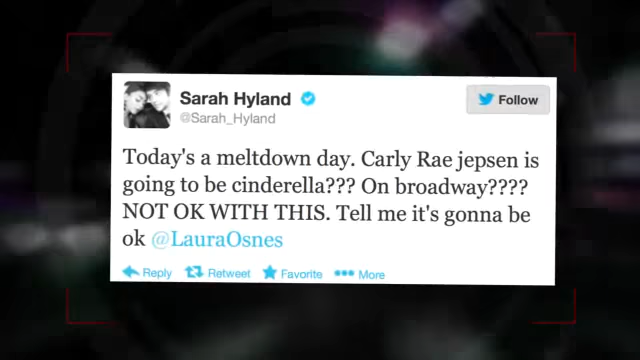 Sarah Hyland
@Sarah_Hyland
Follow
Today's a meltdown day. Carly Rae jepsen is
going to be cinderella??? On broadway????
NOT OK WITH THIS. Tell me it's gonna be
ok @LauraOsnes
Reply Retweet Favorite More